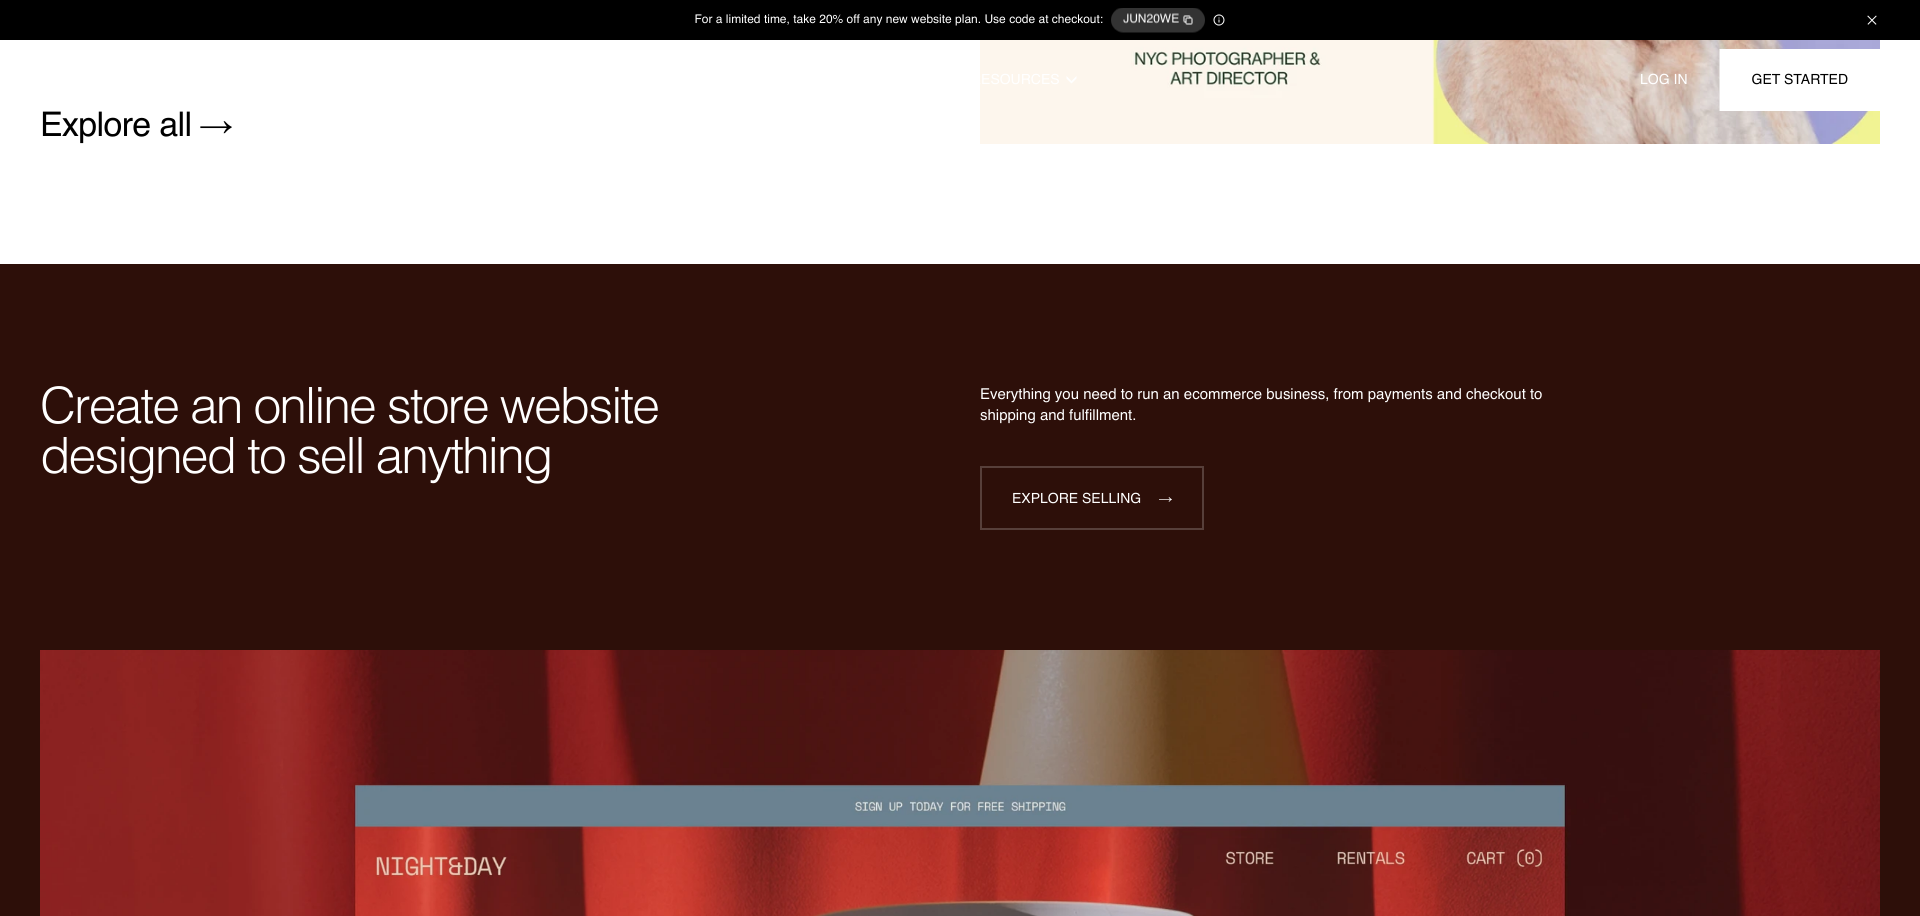 For a limited time, take 20% off any new website plan. Use code at checkout: JUN20WE
NYC PHOTOGRAPHER &
ART DIRECTOR
LOG IN
GET STARTED
Explore all →
Create an online store website
designed to sell anything
Everything you need to run an ecommerce business, from payments and checkout to
shipping and fulfillment.
EXPLORE SELLING →
SIGN UP TODAY FOR FREE SHIPPING
NIGHT&DAY
STORE
RENTALS
CART (0)